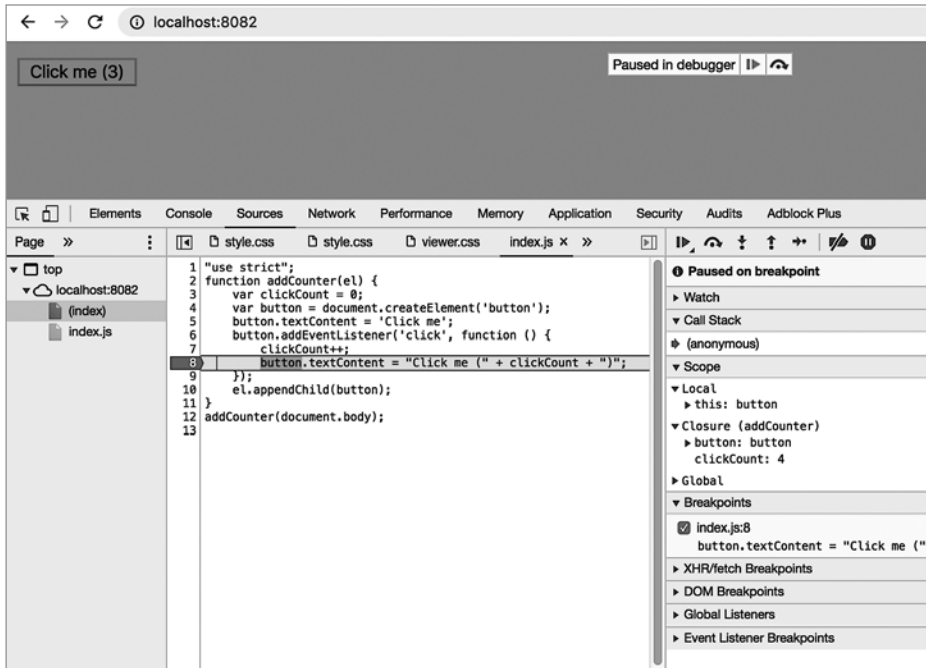 localhost:8082
Click me (3)
Paused in debugger
Elements Console Sources Network Performance Memory Application Security Audits Adblock Plus
Page » style.css style.css viewer.css index.js × »
top
localhost:8082
(index)
index.js
1 "use strict";
2 function addCounter(el) {
3 var clickCount = 0;
4 var button = document.createElement('button');
5 button.textContent = 'Click me';
6 button.addEventListener('click', function () {
7 clickCount++;
8 button.textContent = "Click me (" + clickCount + ")";
9 });
10 el.appendChild(button);
11 }
12 addCounter(document.body);
13
Paused on breakpoint
Watch
Call Stack
(anonymous)
Scope
Local
this: button
Closure (addCounter)
button: button
clickCount: 4
Global
Breakpoints
index.js:8
button.textContent = "Click me ("
XHR/fetch Breakpoints
DOM Breakpoints
Global Listeners
Event Listener Breakpoints